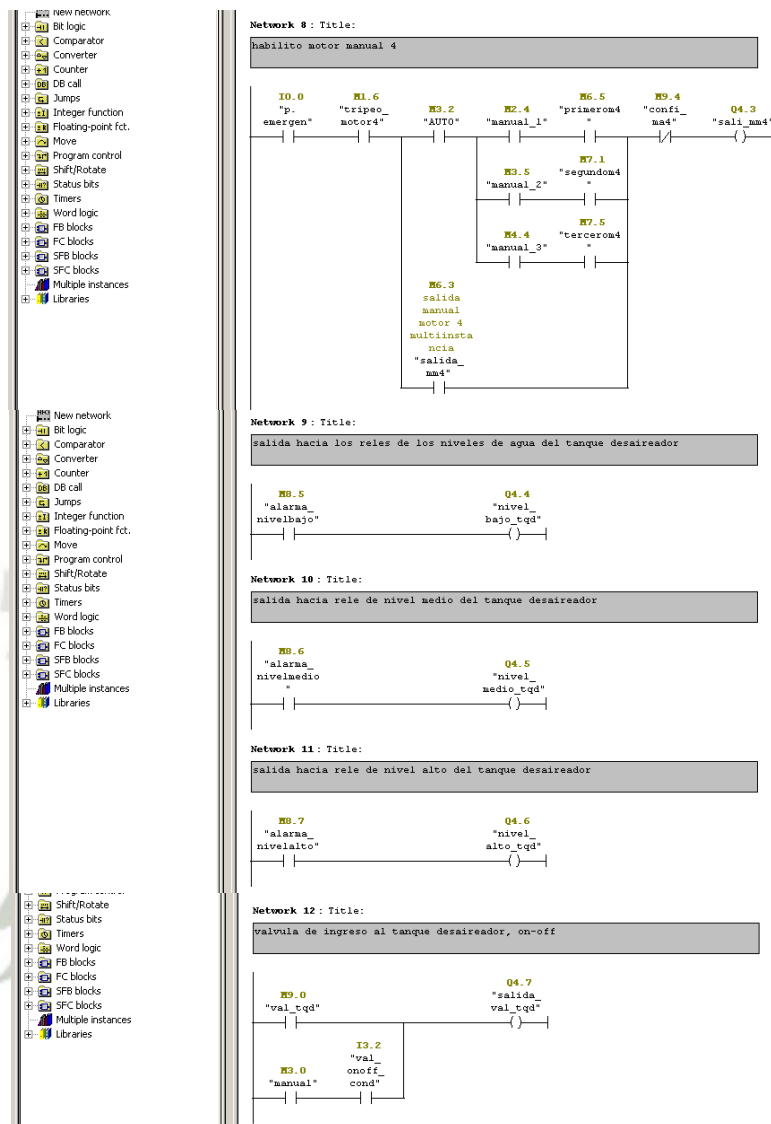 New network
Bit logic
Comparator
Converter
Counter
DB call
Jumps
Integer function
Floating-point fct.
Move
Program control
Shift/Rotate
Status bits
Timers
Word logic
FB blocks
FC blocks
SFB blocks
SFC blocks
Multiple instances
Libraries
Network 8 : Title:
habilito motor manual 4
I0.0
"p.
emergen"
M1.6
"tripeo_
motor4"
M3.2
"AUTO"
M2.4
"manual_1"
M6.5
"primerom4
"
M9.4
"confi_
ma4"
Q4.3
"sali_mm4"
M3.5
"manual_2"
M7.1
"segundom4
"
M4.4
"manual_3"
M7.5
"tercerom4
"
M6.3
salida
manual
motor 4
multiinsta
ncia
"salida_
mm4"
New network
Bit logic
Comparator
Converter
Counter
DB call
Jumps
Integer function
Floating-point fct.
Move
Program control
Shift/Rotate
Status bits
Timers
Word logic
FB blocks
FC blocks
SFB blocks
SFC blocks
Multiple instances
Libraries
Network 9 : Title:
salida hacia los reles de los niveles de agua del tanque desaireador
M8.5
"alarma_
nivelbajo"
Q4.4
"nivel_
bajo_tqd"
Network 10 : Title:
salida hacia rele de nivel medio del tanque desaireador
M8.6
"alarma_
nivelmedio
"
Q4.5
"nivel_
medio_tqd"
Network 11 : Title:
salida hacia rele de nivel alto del tanque desaireador
M8.7
"alarma_
nivelalto"
Q4.6
"nivel_
alto_tqd"
Shift/Rotate
Status bits
Timers
Word logic
FB blocks
FC blocks
SFB blocks
SFC blocks
Multiple instances
Libraries
Network 12 : Title:
valvula de ingreso al tanque desaireador, on-off
M9.0
"val_tqd"
Q4.7
"salida_
val_tqd"
M3.0
"manual"
I3.2
"val_
onoff_
cond"